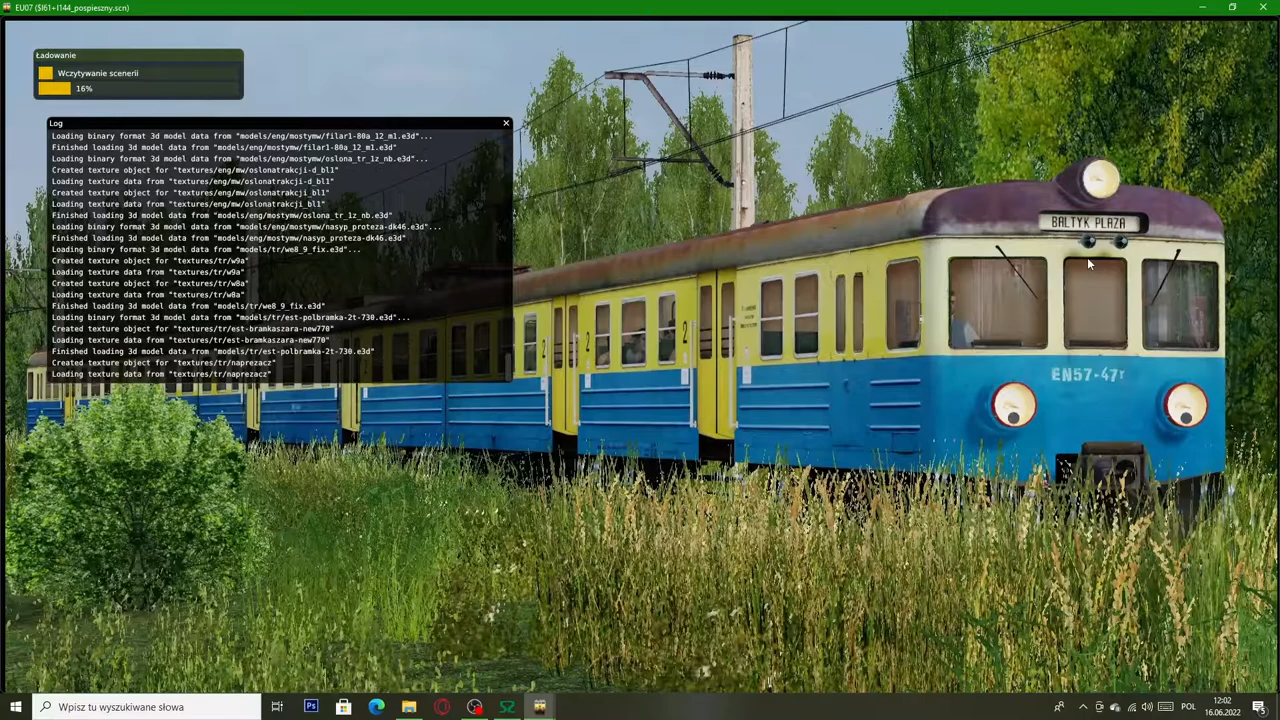 EU07 ($l61+l144_pospieszny.scn)
Ładowanie
Wczytywanie scenerii
16%
Log
Loading binary format 3d model data from "models/eng/mostymw/filar1-80a_12_m1.e3d"...
Finished loading 3d model data from "models/eng/mostymw/filar1-80a_12_m1.e3d"
Loading binary format 3d model data from "models/eng/mostymw/oslona_tr_1z_nb.e3d"...
Created texture object for "textures/eng/mw/oslonatrakcji-d_bl1"
Loading texture data from "textures/eng/mw/oslonatrakcji-d_bl1"
Created texture object for "textures/eng/mw/oslonatrakcij_bl1"
Loading texture data from "textures/eng/mw/oslonatrakcij_bl1"
Finished loading 3d model data from "models/eng/mostymw/oslona_tr_1z_nb.e3d"
Loading binary format 3d model data from "models/eng/mostymw/nasyp_proteza-dk46.e3d"...
Finished loading 3d model data from "models/eng/mostymw/nasyp_proteza-dk46.e3d"
Loading binary format 3d model data from "models/tr/we8_9_fix.e3d"...
Created texture object for "textures/tr/w9a"
Loading texture data from "textures/tr/w9a"
Created texture object for "textures/tr/w8a"
Loading texture data from "textures/tr/w8a"
Finished loading 3d model data from "models/tr/we8_9_fix.e3d"
Loading binary format 3d model data from "models/tr/est-polbramka-2t-730.e3d"...
Created texture object for "textures/tr/est-bramkaszara-new770"
Loading texture data from "textures/tr/est-bramkaszara-new770"
Finished loading 3d model data from "models/tr/est-polbramka-2t-730.e3d"
Created texture object for "textures/tr/naprezacz"
Loading texture data from "textures/tr/naprezacz"
BAŁTYK PLAZA
2
2
2
EN57-47
Wpisz tu wyszukiwane słowo
Ps
POL
12:02
16.06.2022
5